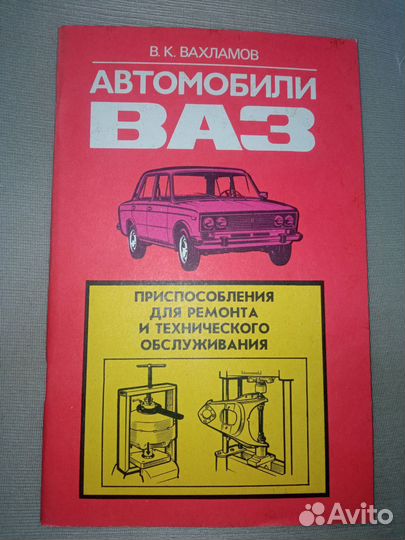 В. К. ВАХЛАМОВ
АВТОМОБИЛИ
ВАЗ
ПРИСПОСОБЛЕНИЯ
ДЛЯ РЕМОНТА
И ТЕХНИЧЕСКОГО
ОБСЛУЖИВАНИЯ
Avito